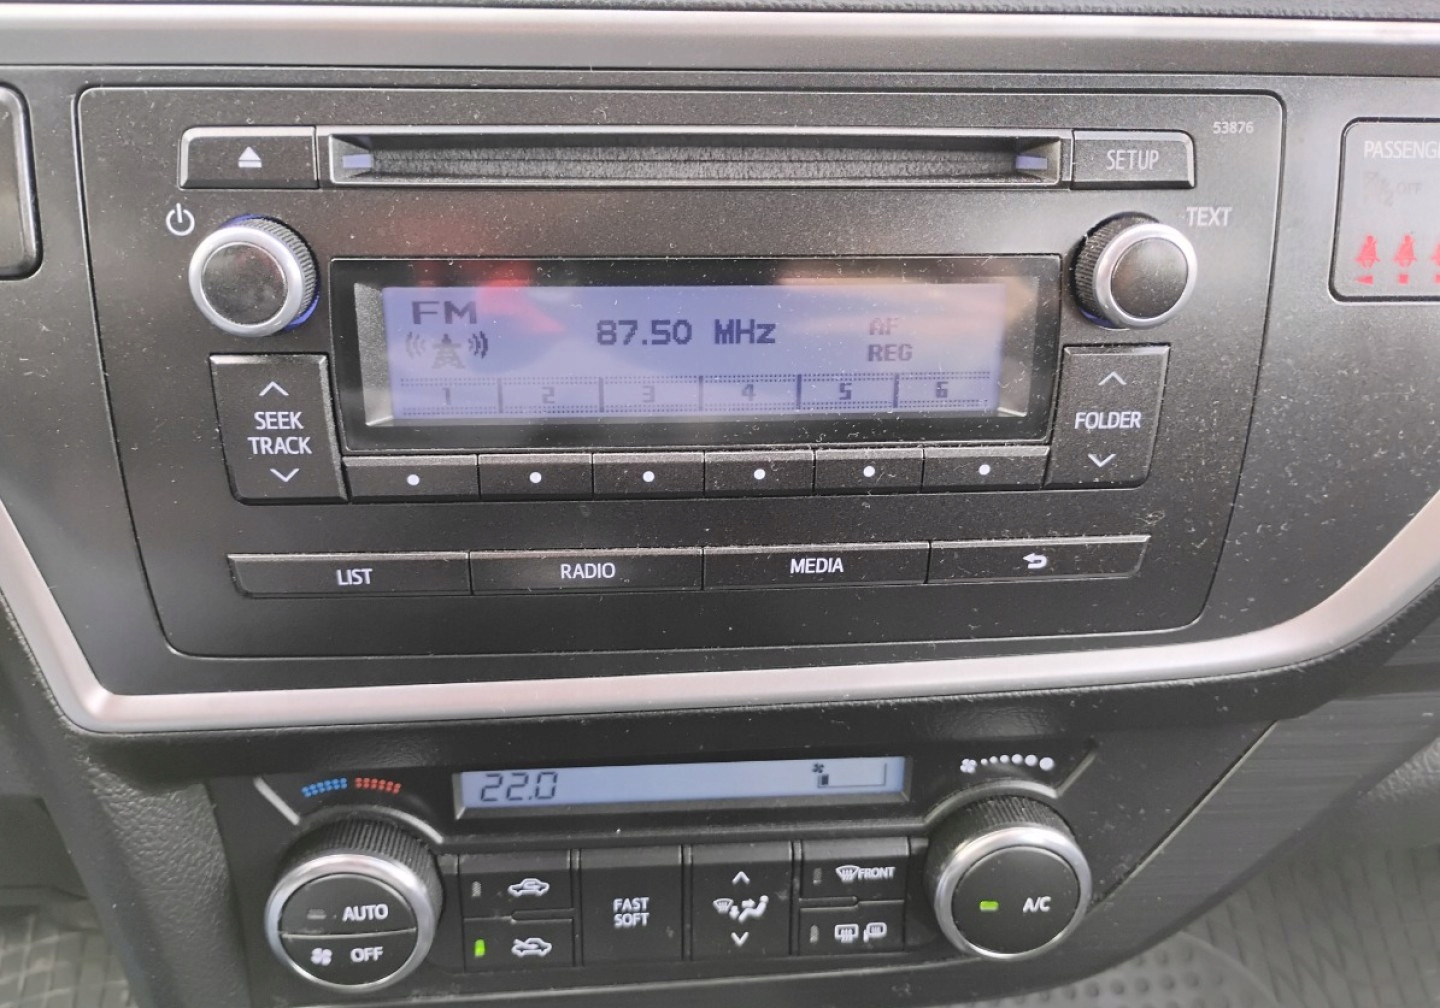 53876
SETUP
PASSENG
TEXT
OFF
FM
87.50 MHz
AF
REG
1 2 3 4 5 6
SEEK
TRACK
FOLDER
LIST
RADIO
MEDIA
22.0
AUTO
OFF
FAST
SOFT
FRONT
A/C